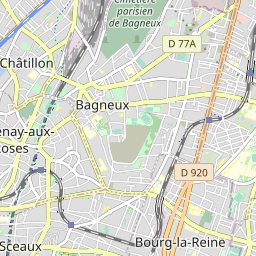 Cimetière
parisien
de Bagneux
D 77A
Châtillon
Bagneux
enay-aux-
oses
D 920
Sceaux
Bourg-la-Reine